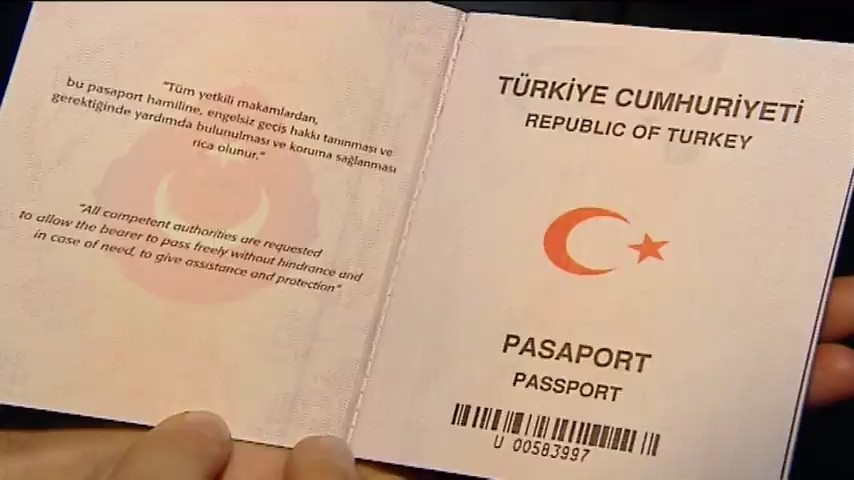 "Tüm yetkili makamlardan,
bu pasaport hamiline, engelsiz geçiş hakkı tanınması ve
gerektiğinde yardımda bulunulması ve koruma sağlanması
rica olunur."
"All competent authorities are requested
to allow the bearer to pass freely without hindrance and
in case of need, to give assistance and protection"
TÜRKİYE CUMHURİYETİ
REPUBLIC OF TURKEY
PASAPORT
PASSPORT
U 00583997